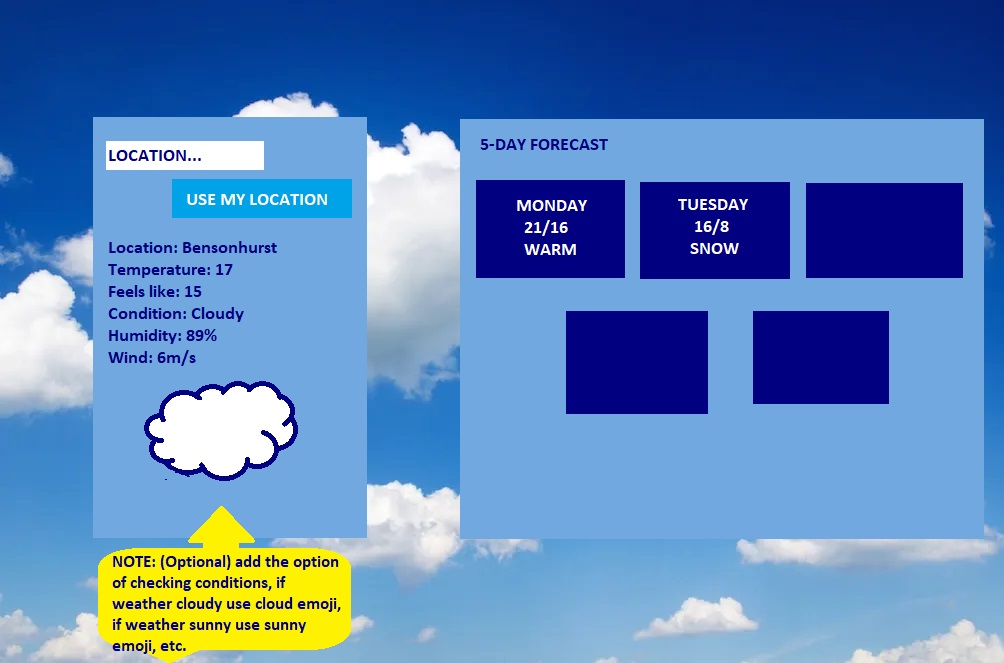 LOCATION...
USE MY LOCATION
Location: Bensonhurst
Temperature: 17
Feels like: 15
Condition: Cloudy
Humidity: 89%
Wind: 6m/s
NOTE: (Optional) add the option
of checking conditions, if
weather cloudy use cloud emoji,
if weather sunny use sunny
emoji, etc.
5-DAY FORECAST
MONDAY
21/16
WARM
TUESDAY
16/8
SNOW